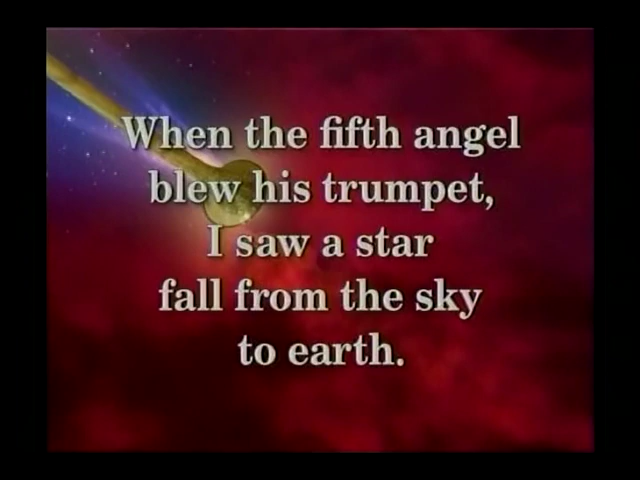 When the fifth angel
blew his trumpet,
I saw a star
fall from the sky
to earth.